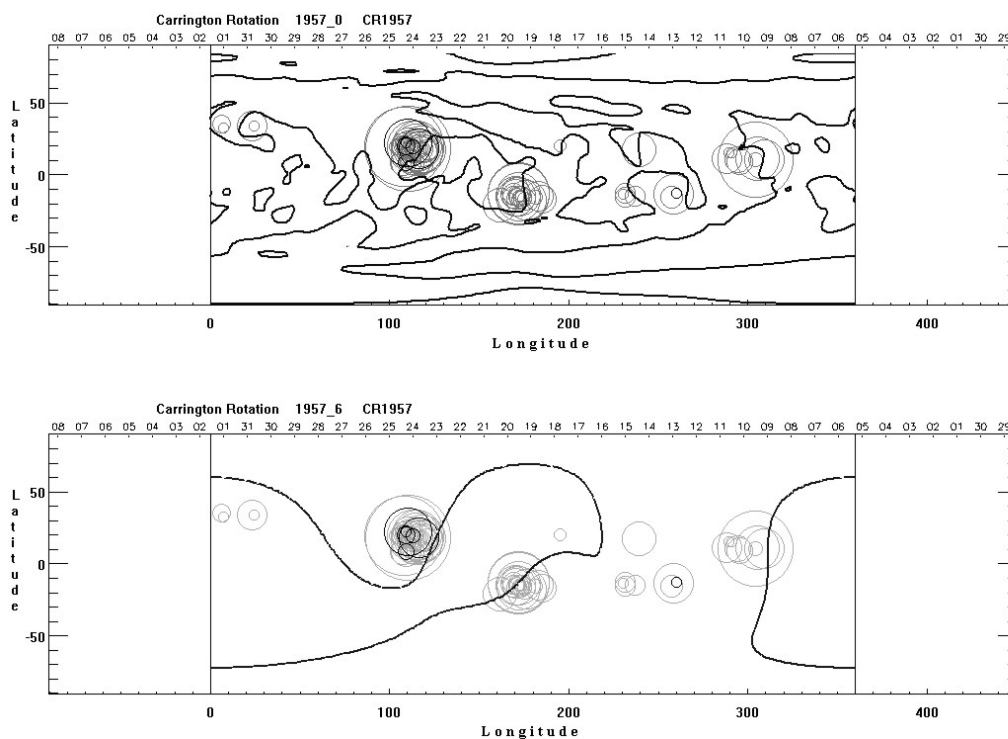 Carrington Rotation 1957_0 CR1957
08 07 06 05 04 03 02 01 31 30 29 28 27 26 25 24 23 22 21 20 19 18 17 16 15 14 13 12 11 10 09 08 07 06 05 04 03 02 01 30 29
50
0
-50
Latitude
0 100 200 300 400
Longitude
Carrington Rotation 1957_6 CR1957
08 07 06 05 04 03 02 01 31 30 29 28 27 26 25 24 23 22 21 20 19 18 17 16 15 14 13 12 11 10 09 08 07 06 05 04 03 02 01 30 29
50
0
-50
Latitude
0 100 200 300 400
Longitude